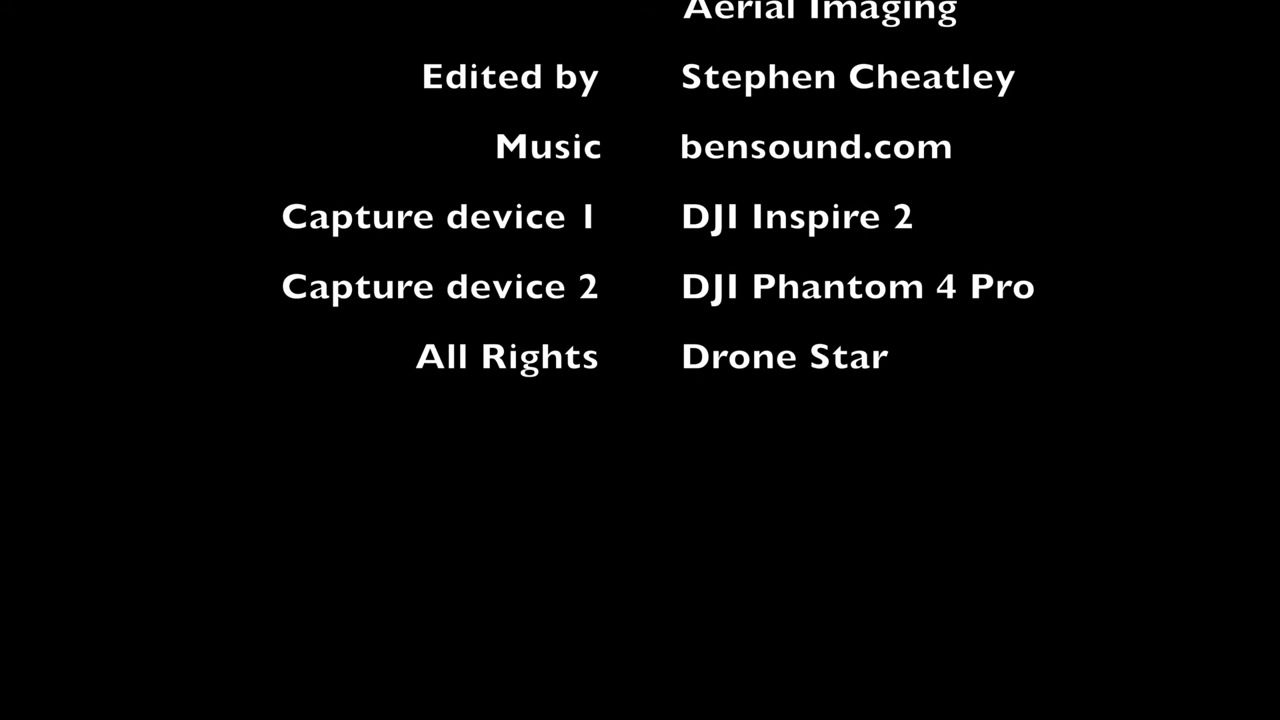 Aerial Imaging
Edited by Stephen Cheatley
Music bensound.com
Capture device 1 DJI Inspire 2
Capture device 2 DJI Phantom 4 Pro
All Rights Drone Star